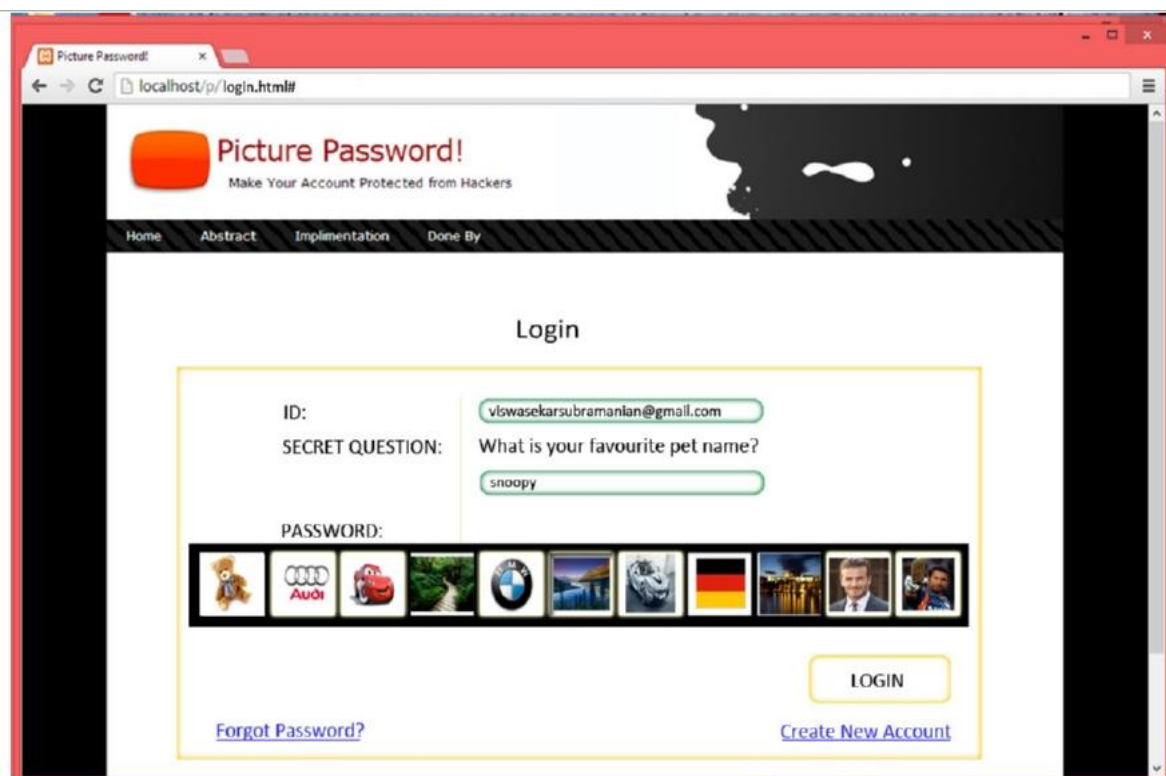 Picture Password!
localhost/p/login.html#
Picture Password!
Make Your Account Protected from Hackers
Home Abstract Implimentation Done By
Login
ID: viswasekarsubramanian@gmail.com
SECRET QUESTION: What is your favourite pet name?
snoopy
PASSWORD:
Audi
BMW
LOGIN
Forgot Password? Create New Account